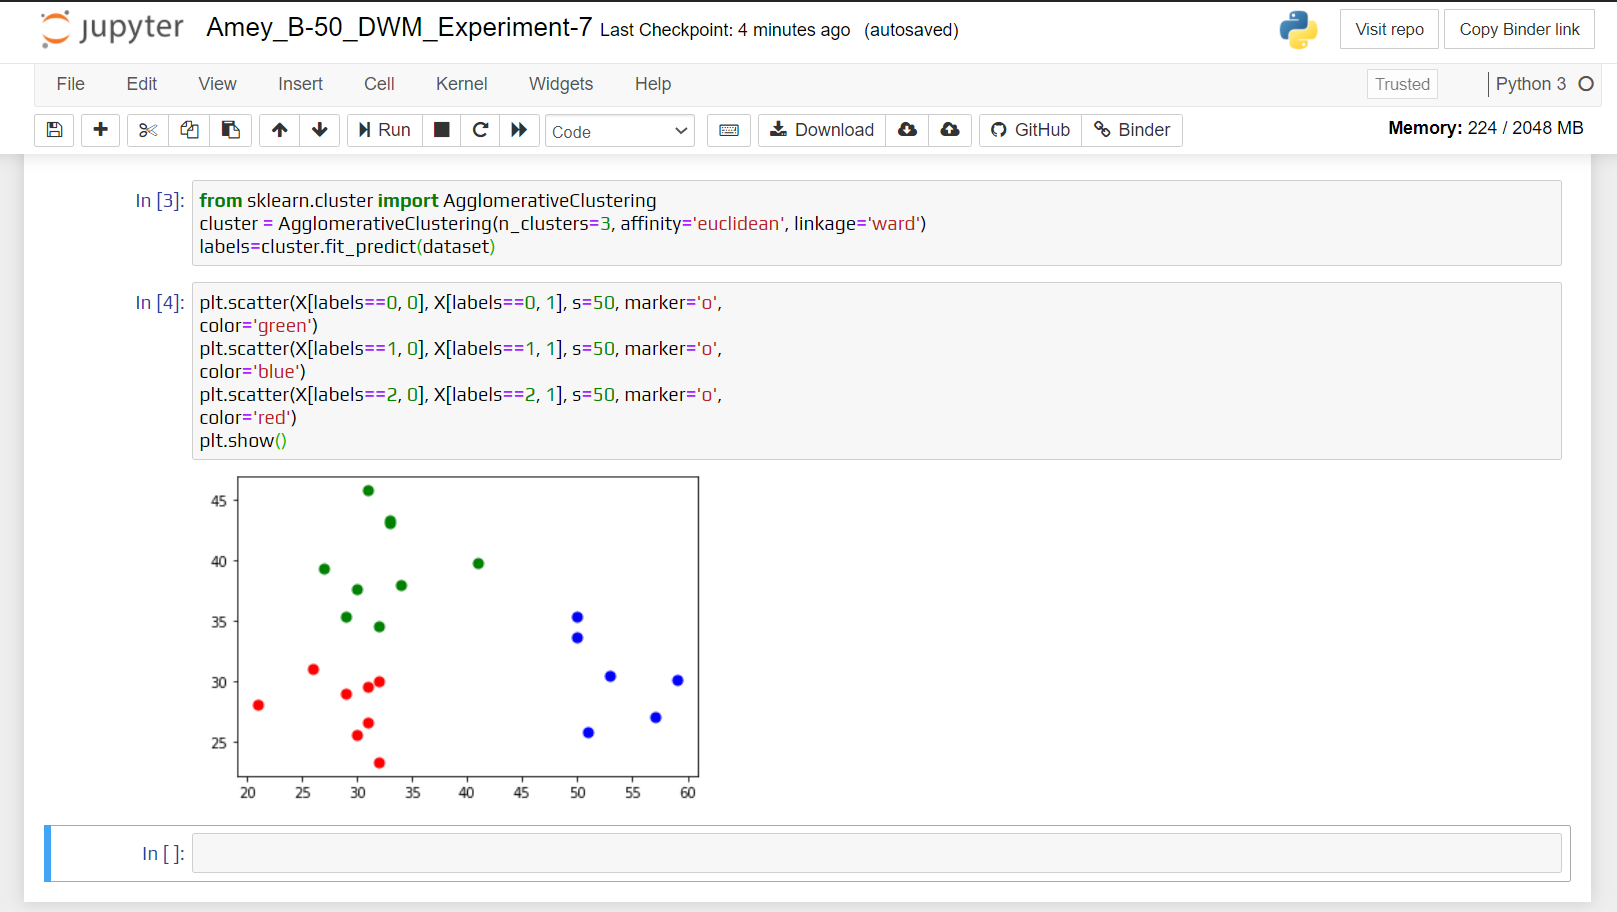 jupyter Amey_B-50_DWM_Experiment-7 Last Checkpoint: 4 minutes ago (autosaved) Visit repo Copy Binder link
File Edit View Insert Cell Kernel Widgets Help Trusted Python 3
Run Code Download GitHub Binder Memory: 224 / 2048 MB
In [3]: from sklearn.cluster import AgglomerativeClustering
cluster = AgglomerativeClustering(n_clusters=3, affinity='euclidean', linkage='ward')
labels=cluster.fit_predict(dataset)
In [4]: plt.scatter(X[labels==0, 0], X[labels==0, 1], s=50, marker='o',
color='green')
plt.scatter(X[labels==1, 0], X[labels==1, 1], s=50, marker='o',
color='blue')
plt.scatter(X[labels==2, 0], X[labels==2, 1], s=50, marker='o',
color='red')
plt.show()
45
40
35
30
25
20 25 30 35 40 45 50 55 60
In [ ]: